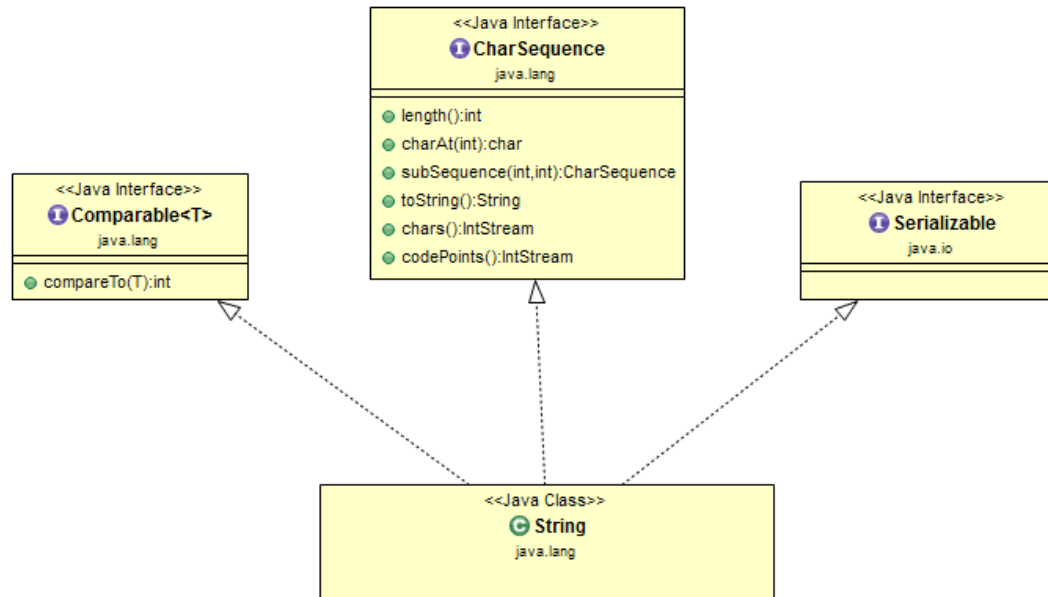 <<Java Interface>>
CharSequence
java.lang
length():int
charAt(int):char
subSequence(int,int):CharSequence
toString():String
chars():IntStream
codePoints():IntStream
<<Java Interface>>
Comparable<T>
java.lang
compareTo(T):int
<<Java Interface>>
Serializable
java.io
<<Java Class>>
String
java.lang